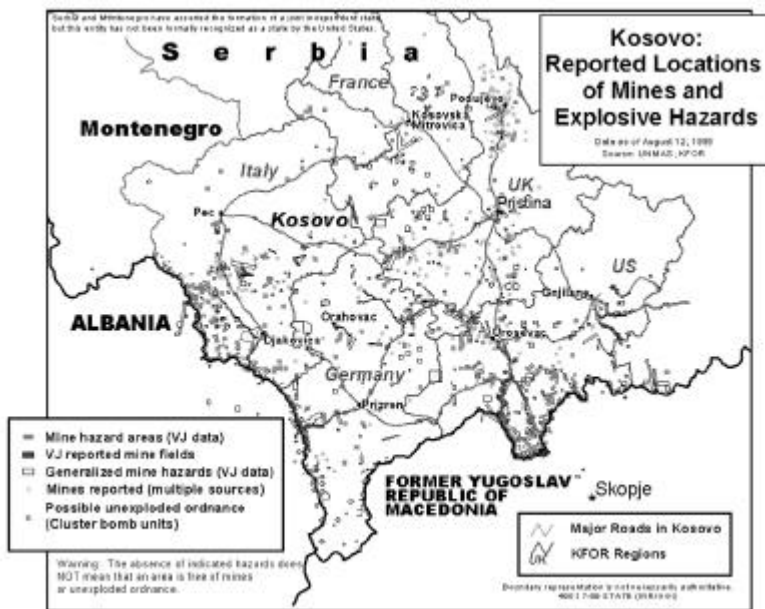 Serbia and Montenegro have asserted the formation of a joint independent state,
but this entity has not been formally recognized as a state by the United States.
Serbia
Kosovo:
Reported Locations
of Mines and
Explosive Hazards
Data as of August 12, 1999
Source: UNMAS, KFOR
France
Podujevo
Kosovska
Mitrovica
Montenegro
Italy
UK
Pristina
Pec
Kosovo
US
Gnjilane
ALBANIA
Orahovac
Djakovica
Urosevac
Germany
Prizren
Mine hazard areas (VJ data)
VJ reported mine fields
Generalized mine hazards (VJ data)
Mines reported (multiple sources)
Possible unexploded ordnance
(Cluster bomb units)
FORMER YUGOSLAV
REPUBLIC OF
MACEDONIA
Skopje
Major Roads in Kosovo
UK
KFOR Regions
Warning: The absence of indicated hazards does
NOT mean that an area is free of mines
or unexploded ordnance.
Boundary representation is not necessarily authoritative.
STATE